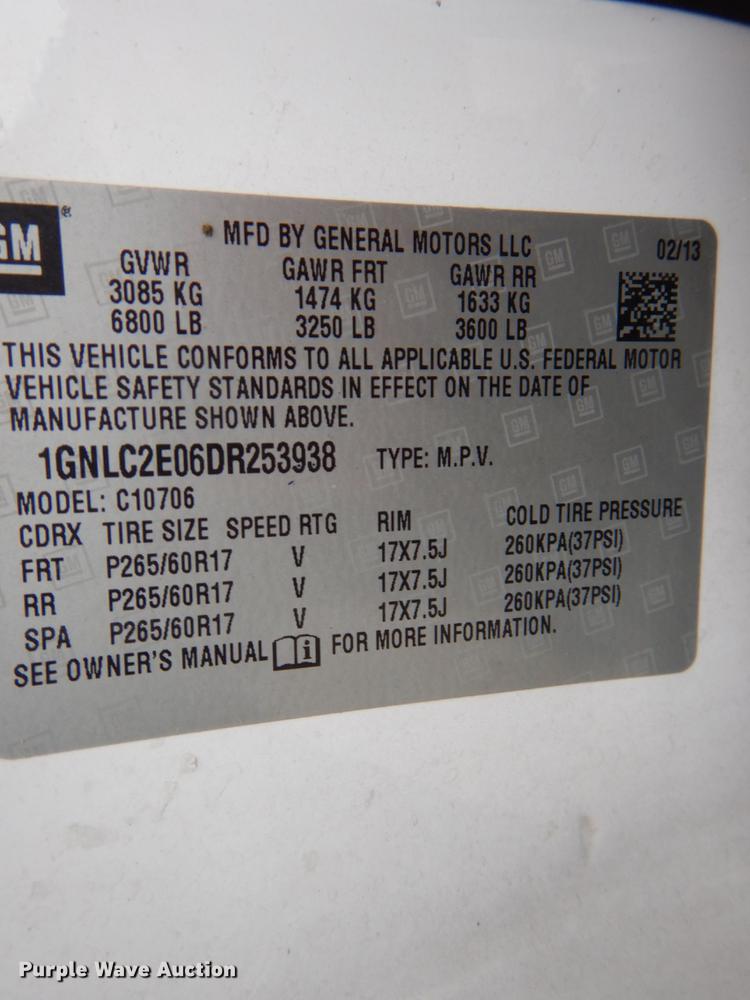 GM®
MFD BY GENERAL MOTORS LLC 02/13
GVWR GAWR FRT GAWR RR
3085 KG 1474 KG 1633 KG
6800 LB 3250 LB 3600 LB
THIS VEHICLE CONFORMS TO ALL APPLICABLE U.S. FEDERAL MOTOR
VEHICLE SAFETY STANDARDS IN EFFECT ON THE DATE OF
MANUFACTURE SHOWN ABOVE.
1GNLC2E06DR253938 TYPE: M.P.V.
MODEL: C10706
CDRX TIRE SIZE SPEED RTG RIM COLD TIRE PRESSURE
FRT P265/60R17 V 17X7.5J 260KPA(37PSI)
RR P265/60R17 V 17X7.5J 260KPA(37PSI)
SPA P265/60R17 V 17X7.5J 260KPA(37PSI)
SEE OWNER'S MANUAL i FOR MORE INFORMATION.
Purple Wave Auction